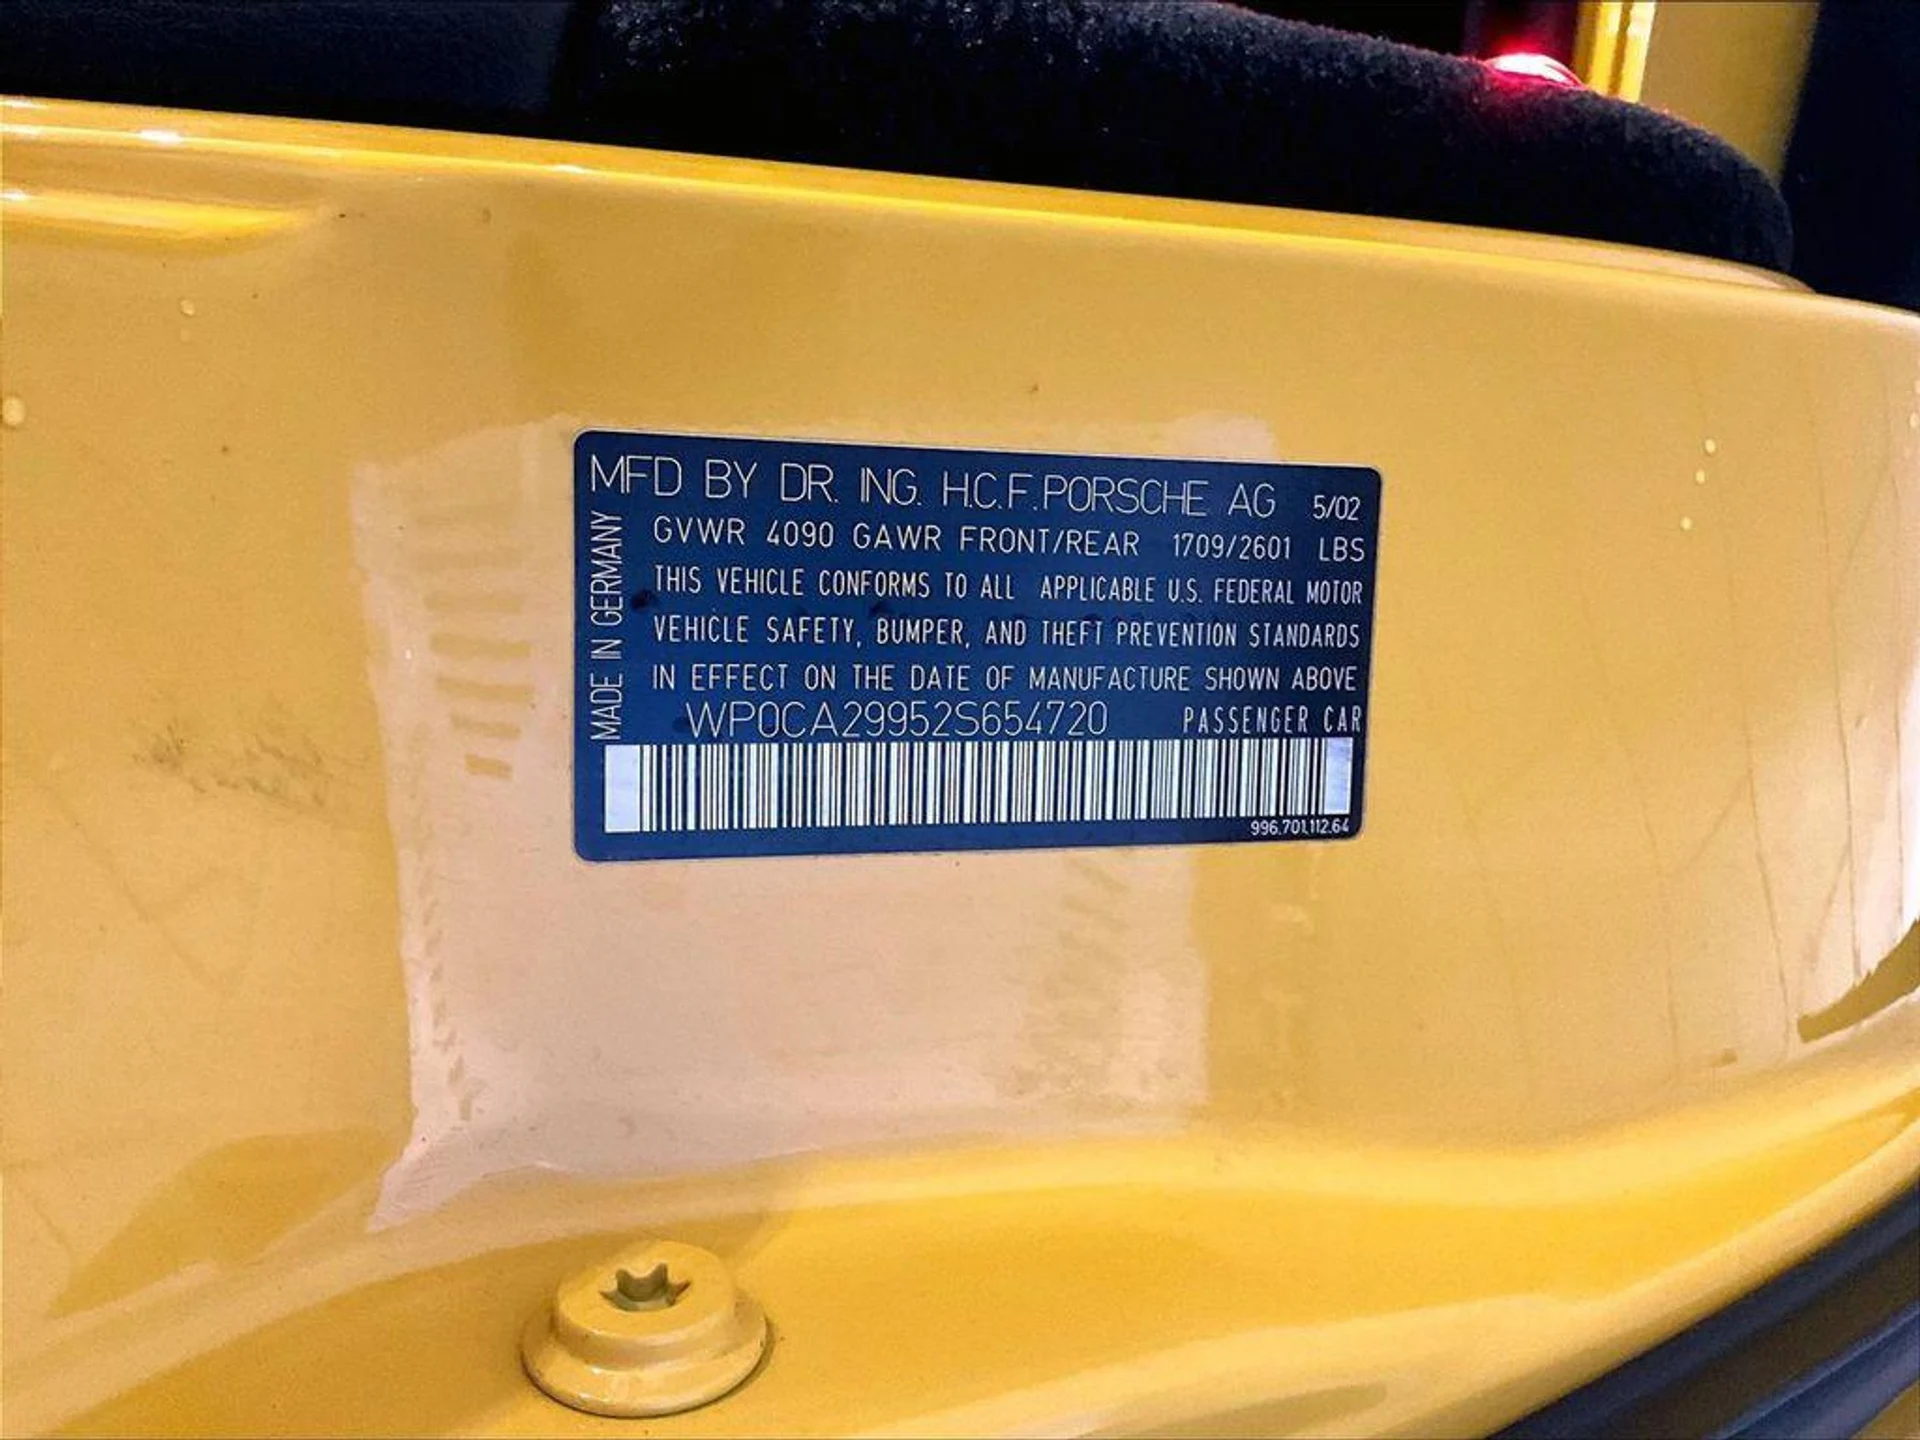 MFD BY DR. ING. H.C.F.PORSCHE AG 5/02
GVWR 4090 GAWR FRONT/REAR 1709/2601 LBS
THIS VEHICLE CONFORMS TO ALL APPLICABLE U.S. FEDERAL MOTOR
VEHICLE SAFETY, BUMPER, AND THEFT PREVENTION STANDARDS
IN EFFECT ON THE DATE OF MANUFACTURE SHOWN ABOVE
WP0CA29952S654720 PASSENGER CAR
996.701.112.64
MADE IN GERMANY